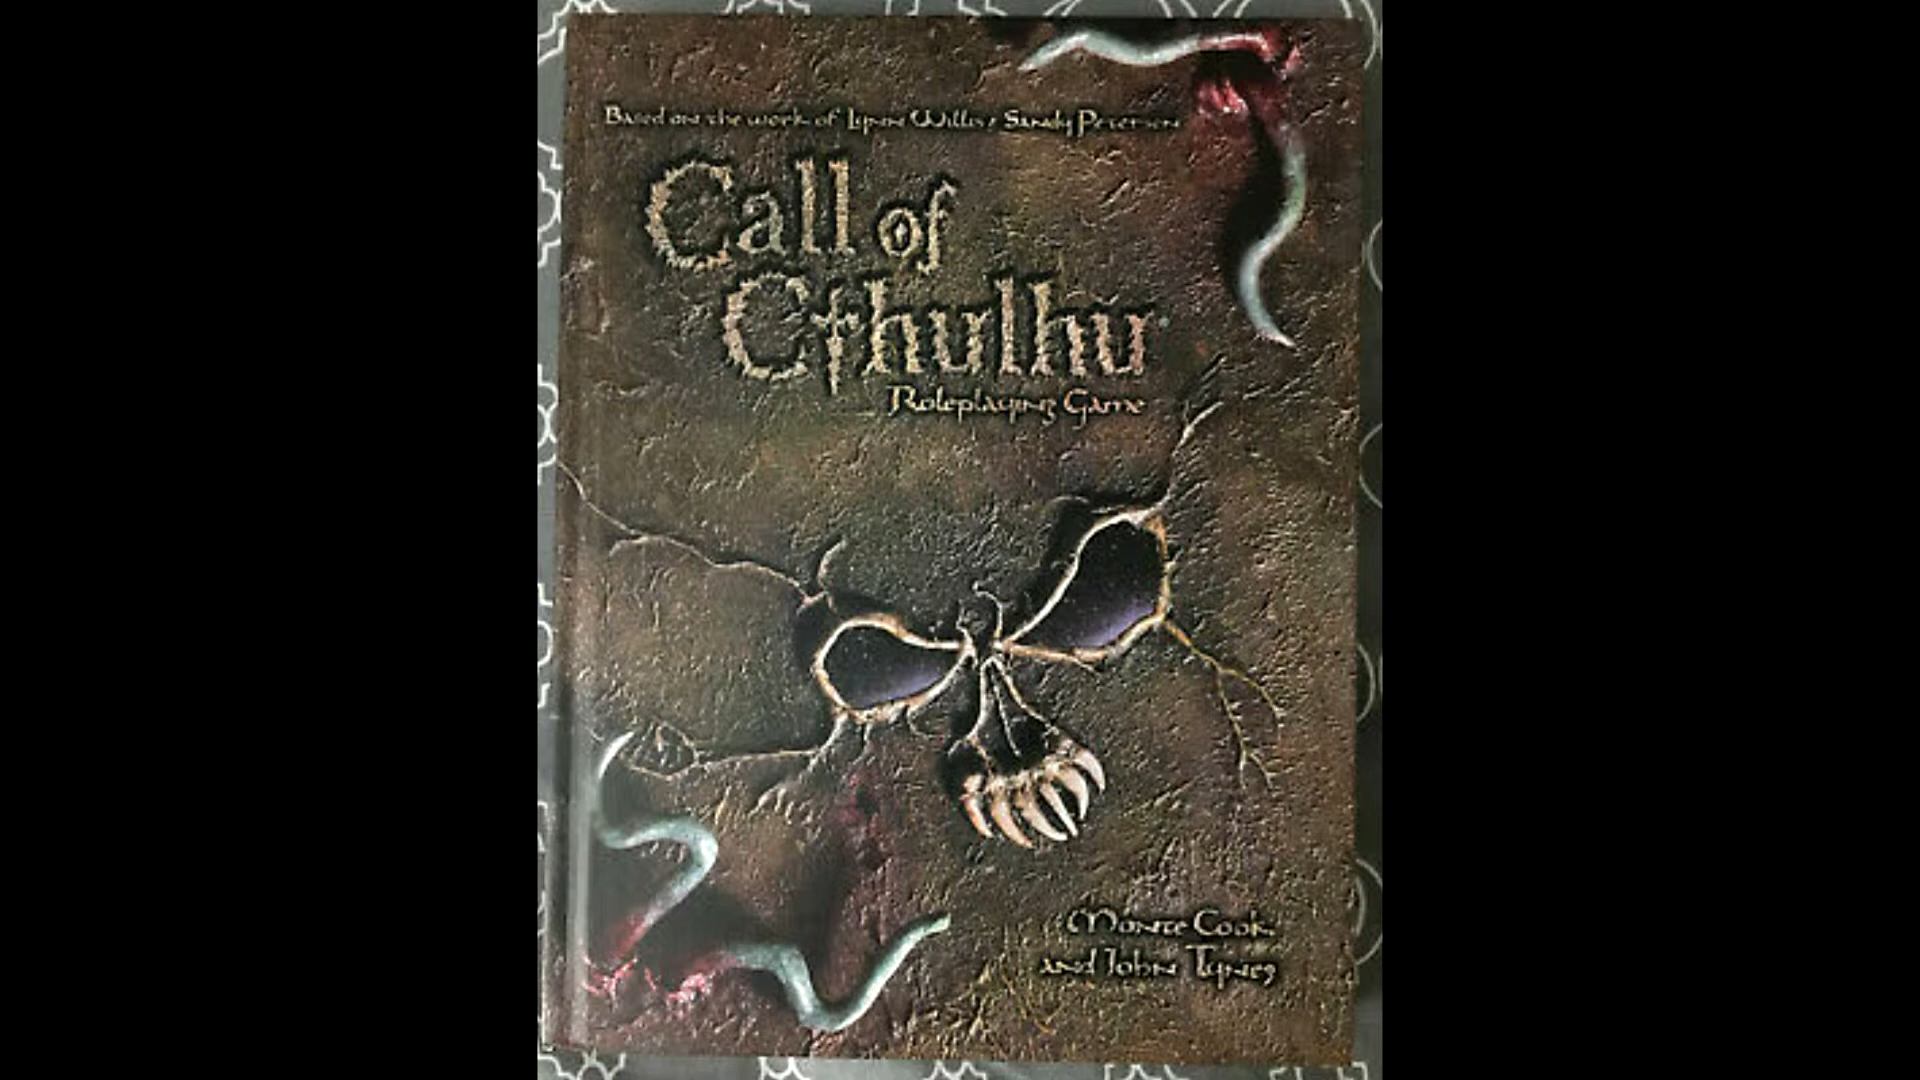 Based on the work of Lynn Willis & Sandy Petersen
Call of
Cthulhu
Roleplaying Game
Monte Cook
and John Tynes